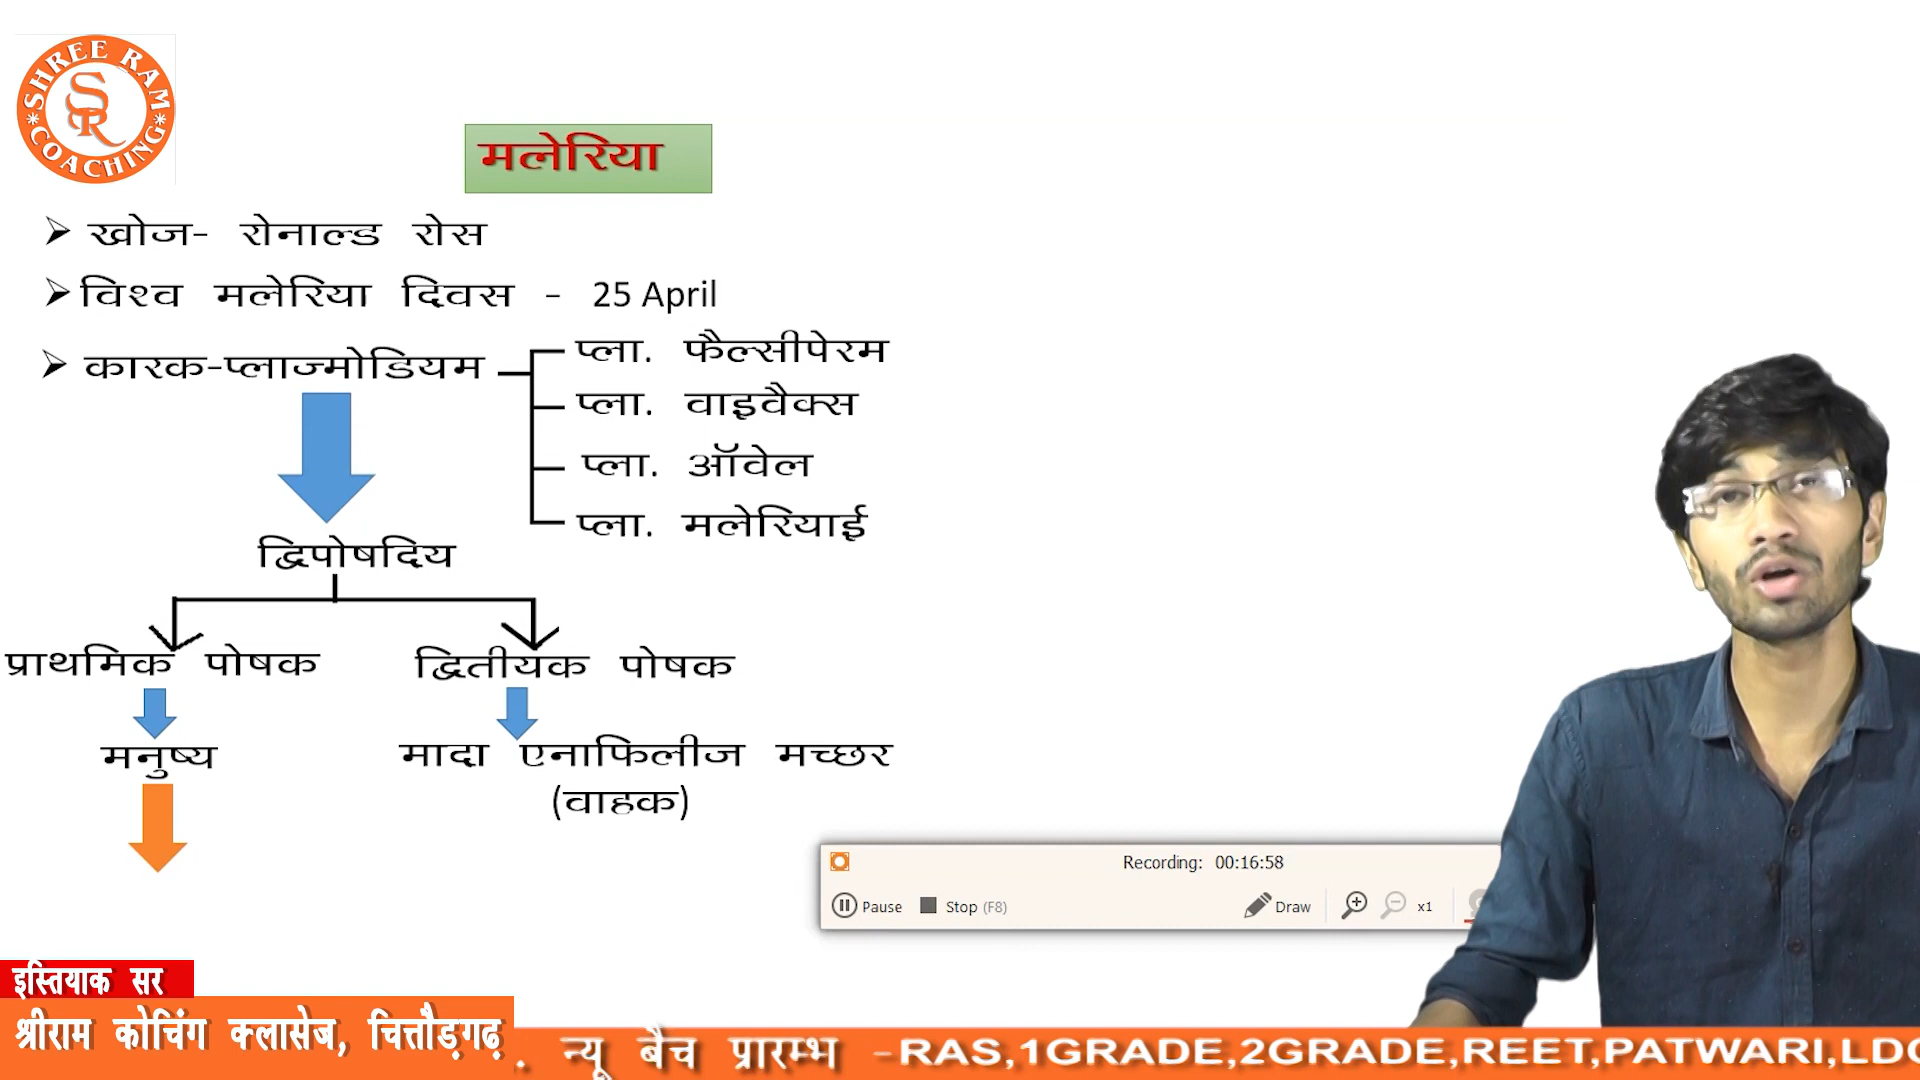 SHREE RAM
SR
COACHING
मलेरिया
खोज- रोनाल्ड रोस
विश्व मलेरिया दिवस - 25 April
कारक-प्लाज्मोडियम
प्ला. फैल्सीपेरम
प्ला. वाइवैक्स
प्ला. ऑवेल
प्ला. मलेरियाई
द्विपोषदिय
प्राथमिक पोषक
द्वितीयक पोषक
मनुष्य
मादा एनाफिलीज मच्छर
(वाहक)
Recording: 00:16:58
Pause Stop (F8) Draw x1
इस्तियाक सर
श्रीराम कोचिंग क्लासेज, चित्तौड़गढ़
. न्यू बैच प्रारम्भ -RAS,1GRADE,2GRADE,REET,PATWARI,LDC